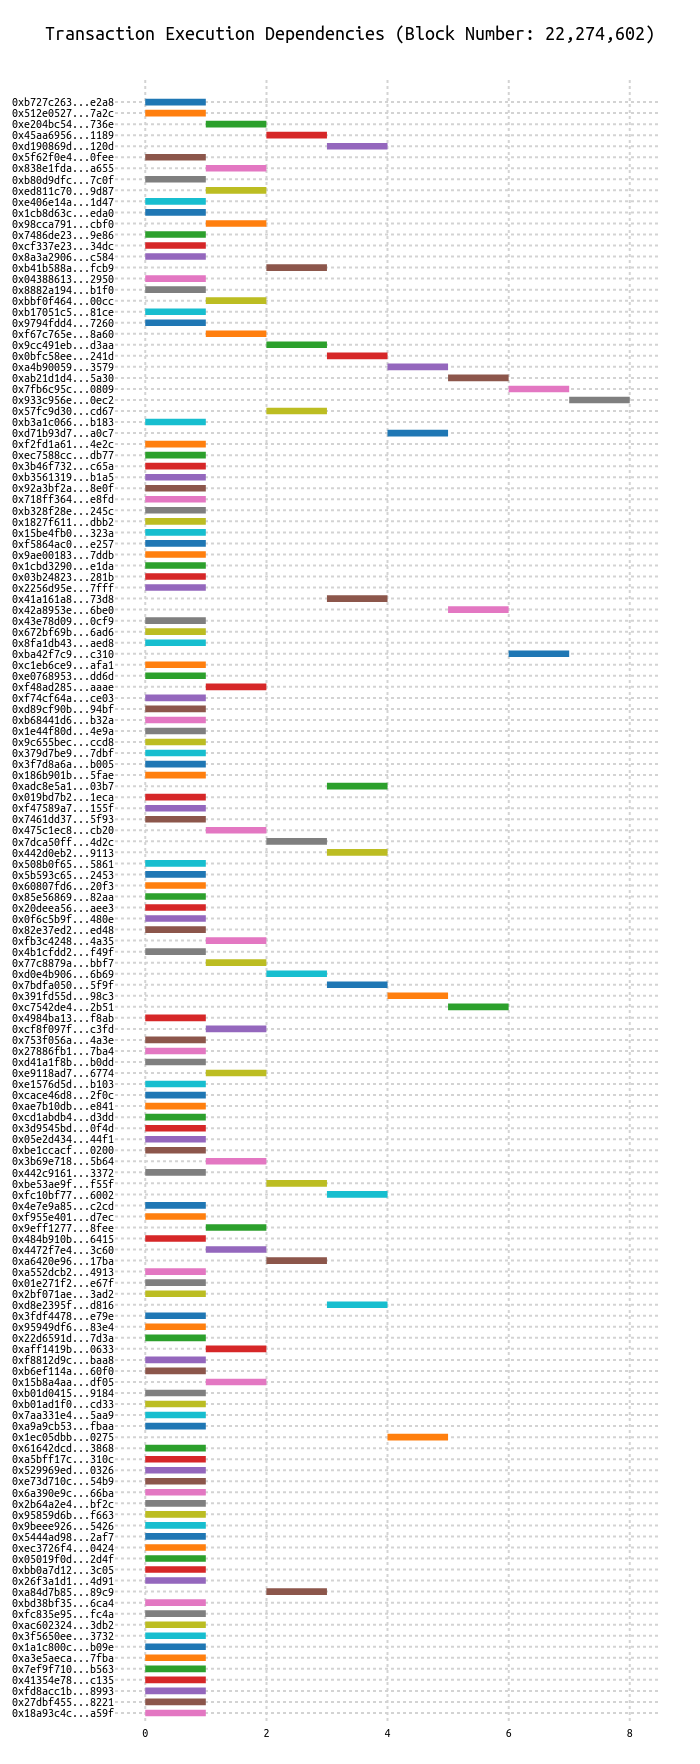 Transaction Execution Dependencies (Block Number: 22,274,602)
0xb727c263...e2a8
0x512e0527...7a2c
0xe204bc54...736e
0x45aa6956...1189
0xd190869d...120d
0x5f62f0e4...0fee
0x838e1fda...a655
0xb80d9dfc...7c0f
0xed811c70...9d87
0xe406e14a...1d47
0x1cb8d63c...eda0
0x98cca791...cbf0
0x7486de23...9e86
0xcf337e23...34dc
0x8a3a2906...c584
0xb41b588a...fcb9
0x04388613...2950
0x8882a194...b1f0
0xbbf0f464...00cc
0xb17051c5...81ce
0x9794fdd4...7260
0xf67c765e...8a60
0x9cc491eb...d3aa
0x0bfc58ee...241d
0xa4b90059...3579
0xab21d1d4...5a30
0x7fb6c95c...0809
0x933c956e...0ec2
0x57fc9d30...cd67
0xb3a1c066...b183
0xd71b93d7...a0c7
0xf2fd1a61...4e2c
0xec7588cc...db77
0x3b46f732...c65a
0xb3561319...b1a5
0x92a3bf2a...8e0f
0x718ff364...e8fd
0xb328f28e...245c
0x1827f611...dbb2
0x15be4fb0...323a
0xf5864ac0...e257
0x9ae00183...7ddb
0x1cbd3290...e1da
0x03b24823...281b
0x2256d95e...7fff
0x41a161a8...73d8
0x42a8953e...6be0
0x43e78d09...0cf9
0x672bf69b...6ad6
0x8fa1db43...aed8
0xba42f7c9...c310
0xc1eb6ce9...afa1
0xe0768953...dd6d
0xf48ad285...aaae
0xf74cf64a...ce03
0xd89cf90b...94bf
0xb68441d6...b32a
0x1e44f80d...4e9a
0x9c655bec...ccd8
0x379d7be9...7dbf
0x3f7d8a6a...b005
0x186b901b...5fae
0xadc8e5a1...03b7
0x019bd7b2...1eca
0xf47589a7...155f
0x7461dd37...5f93
0x475c1ec8...cb20
0x7dca50ff...4d2c
0x442d0eb2...9113
0x508b0f65...5861
0x5b593c65...2453
0x60807fd6...20f3
0x85e56869...82aa
0x20deea56...aee3
0x0f6c5b9f...480e
0x82e37ed2...ed48
0xfb3c4248...4a35
0x4b1cfdd2...f49f
0x77c8879a...bbf7
0xd0e4b906...6b69
0x7bdfa050...5f9f
0x391fd55d...98c3
0xc7542de4...2b51
0x4984ba13...f8ab
0xcf8f097f...c3fd
0x753f056a...4a3e
0x27886fb1...7ba4
0xd41a1f8b...b0dd
0xe9118ad7...6774
0xe1576d5d...b103
0xcace46d8...2f0c
0xae7b10db...e841
0xcd1abdb4...d3dd
0x3d9545bd...0f4d
0x05e2d434...44f1
0xbe1ccacf...0200
0x3b69e718...5b64
0x442c9161...3372
0xbe53ae9f...f55f
0xfc10bf77...6002
0x4e7e9a85...c2cd
0xf955e401...d7ec
0x9eff1277...8fee
0x484b910b...6415
0x4472f7e4...3c60
0xa6420e96...17ba
0xa552dcb2...4913
0x01e271f2...e67f
0x2bf071ae...3ad2
0xd8e2395f...d816
0x3fdf4478...e79e
0x95949df6...83e4
0x22d6591d...7d3a
0xaff1419b...0633
0xf8812d9c...baa8
0xb6ef114a...60f0
0x15b8a4aa...df05
0xb01d0415...9184
0xb01ad1f0...cd33
0x7aa331e4...5aa9
0xa9a9cb53...fbaa
0x1ec05dbb...0275
0x61642dcd...3868
0xa5bff17c...310c
0x529969ed...0326
0xe73d710c...54b9
0x6a390e9c...66ba
0x2b64a2e4...bf2c
0x95859d6b...f663
0x9beee926...5426
0x5444ad98...2af7
0xec3726f4...0424
0x05019f0d...2d4f
0xbb0a7d12...3c05
0x26f3a1d1...4d91
0xa84d7b85...89c9
0xbd38bf35...6ca4
0xfc835e95...fc4a
0xac602324...3db2
0x3f5650ee...3732
0x1a1c800c...b09e
0xa3e5aeca...7fba
0x7ef9f710...b563
0x41354e78...c135
0xfd8acc1b...8993
0x27dbf455...8221
0x18a93c4c...a59f
0 2 4 6 8